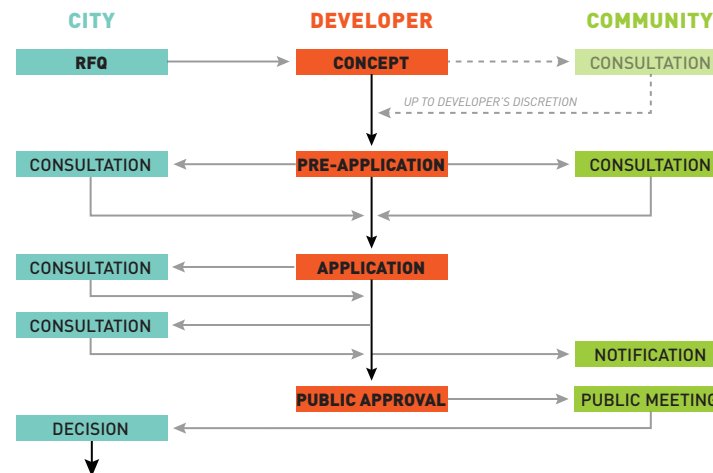 CITY
DEVELOPER
COMMUNITY
RFQ
CONCEPT
CONSULTATION
UP TO DEVELOPER'S DISCRETION
CONSULTATION
PRE-APPLICATION
CONSULTATION
CONSULTATION
APPLICATION
CONSULTATION
NOTIFICATION
PUBLIC APPROVAL
PUBLIC MEETING
DECISION